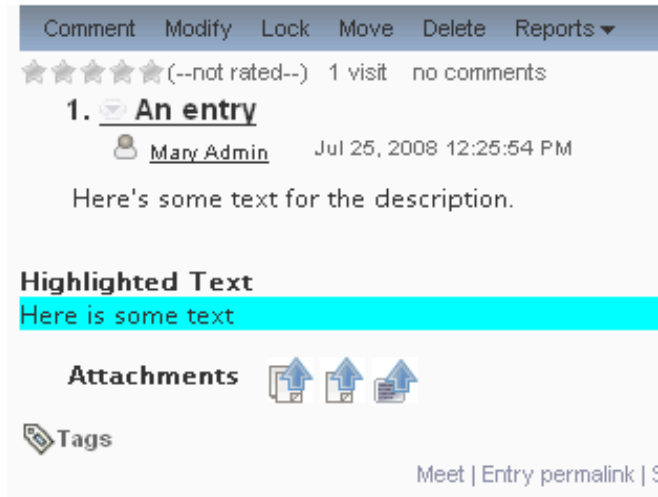 Comment Modify Lock Move Delete Reports
(--not rated--) 1 visit no comments
1. An entry
Mary Admin Jul 25, 2008 12:25:54 PM
Here's some text for the description.
Highlighted Text
Here is some text
Attachments
Tags
Meet | Entry permalink |